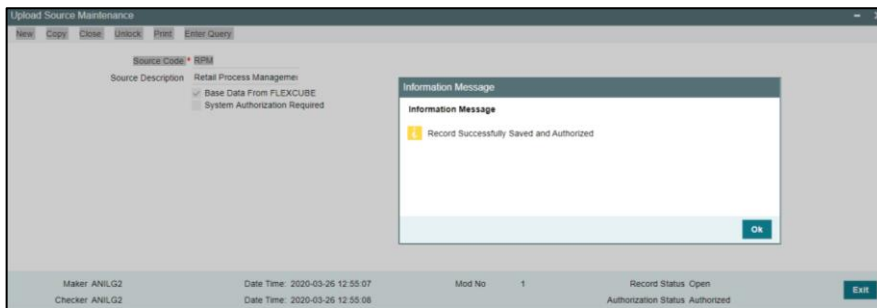 Upload Source Maintenance
New Copy Close Unlock Print Enter Query
Source Code * RPM
Source Description Retail Process Managemen
Base Data From FLEXCUBE
System Authorization Required
Information Message
Information Message
Record Successfully Saved and Authorized
Ok
Maker ANILG2 Date Time: 2020-03-26 12:55:07 Mod No 1 Record Status Open
Checker ANILG2 Date Time: 2020-03-26 12:55:08 Authorization Status Authorized
Exit